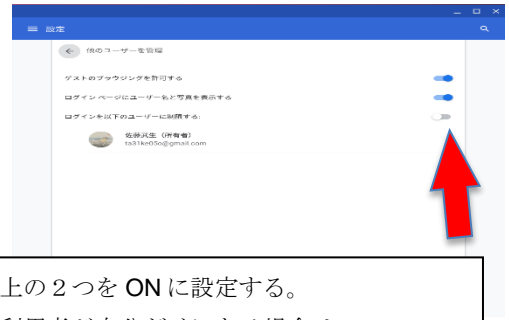 設定
他のユーザーを管理
ゲストのブラウジングを許可する
ログイン ページにユーザー名と写真を表示する
ログインを以下のユーザーに制限する:
佐藤 生 (所有者)
ta31ke05o@gmail.com
上の２つを ON に設定する。